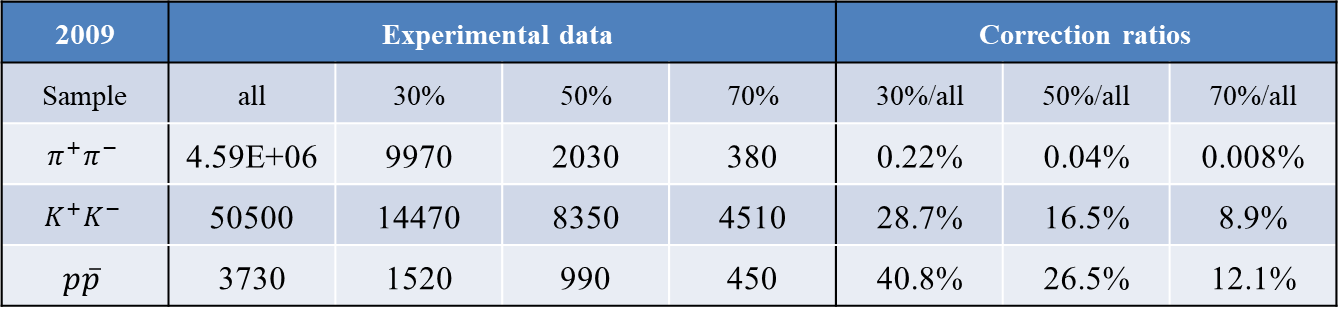 2009 Experimental data Correction ratios
Sample all 30% 50% 70% 30%/all 50%/all 70%/all
π⁺π⁻ 4.59E+06 9970 2030 380 0.22% 0.04% 0.008%
K⁺K⁻ 50500 14470 8350 4510 28.7% 16.5% 8.9%
pp̄ 3730 1520 990 450 40.8% 26.5% 12.1%